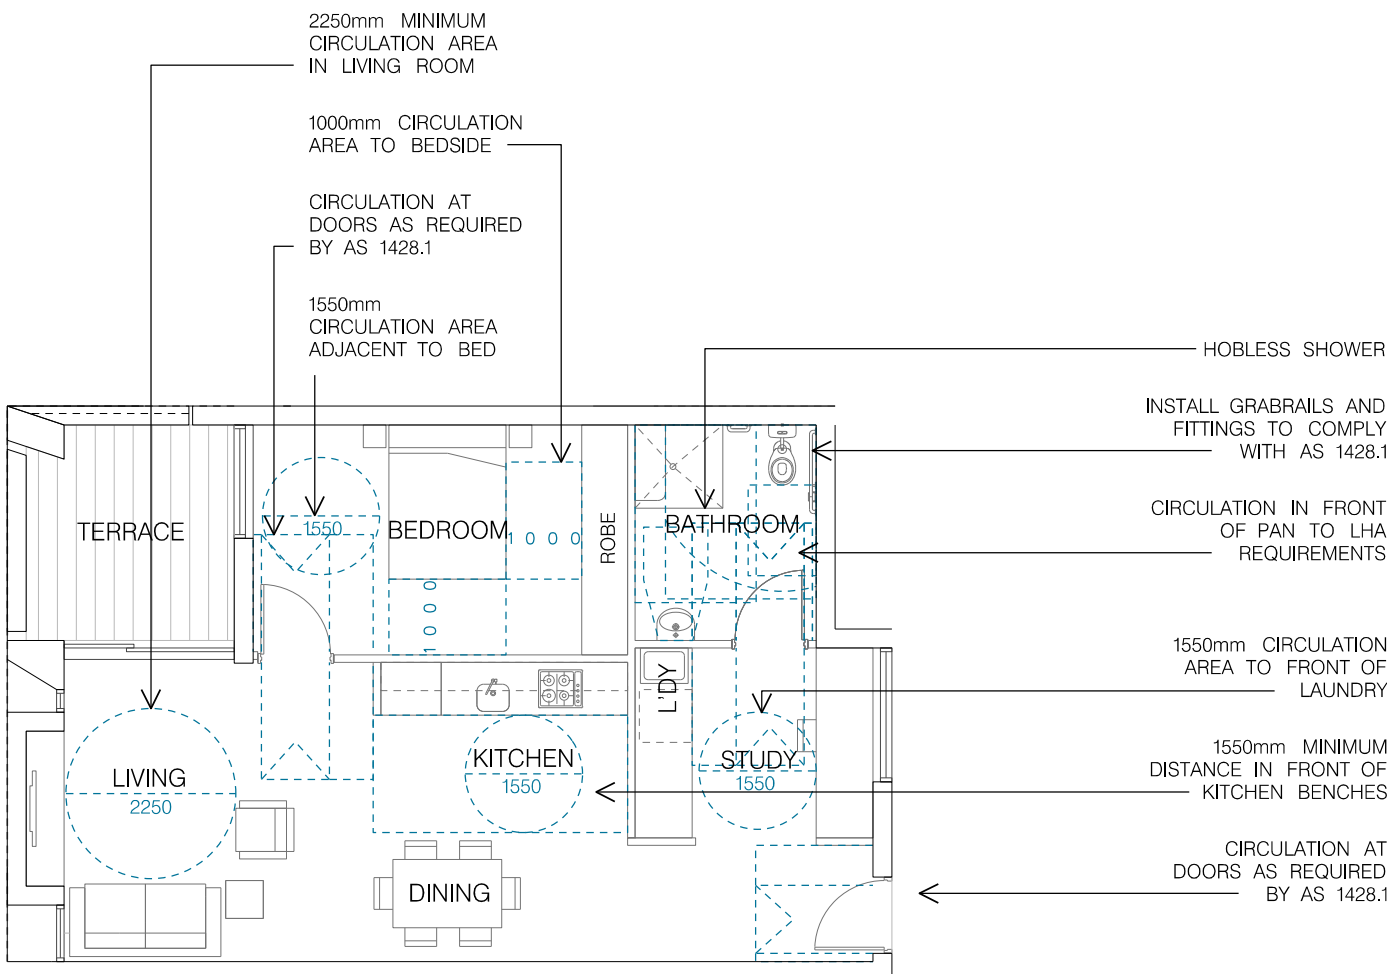 2250mm MINIMUM
CIRCULATION AREA
IN LIVING ROOM
1000mm CIRCULATION
AREA TO BEDSIDE
CIRCULATION AT
DOORS AS REQUIRED
BY AS 1428.1
1550mm
CIRCULATION AREA
ADJACENT TO BED
HOBLESS SHOWER
INSTALL GRABRAILS AND
FITTINGS TO COMPLY
WITH AS 1428.1
CIRCULATION IN FRONT
OF PAN TO LHA
REQUIREMENTS
1550mm CIRCULATION
AREA TO FRONT OF
LAUNDRY
1550mm MINIMUM
DISTANCE IN FRONT OF
KITCHEN BENCHES
CIRCULATION AT
DOORS AS REQUIRED
BY AS 1428.1
TERRACE
1550
BEDROOM
1000
1000
ROBE
BATHROOM
L'DY
LIVING
2250
KITCHEN
1550
STUDY
1550
DINING